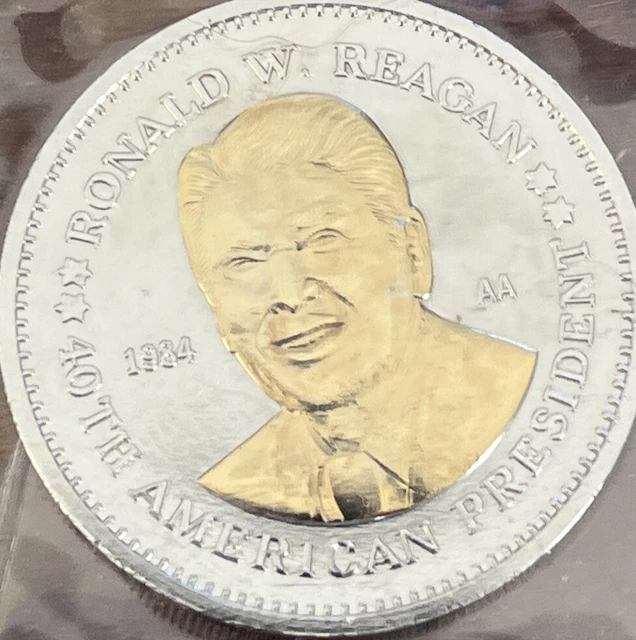 RONALD W. REAGAN
1984
AA
40TH AMERICAN PRESIDENT